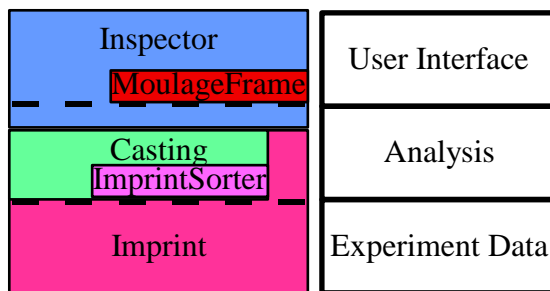 Inspector
MoulageFrame
Casting
ImprintSorter
Imprint
User Interface
Analysis
Experiment Data